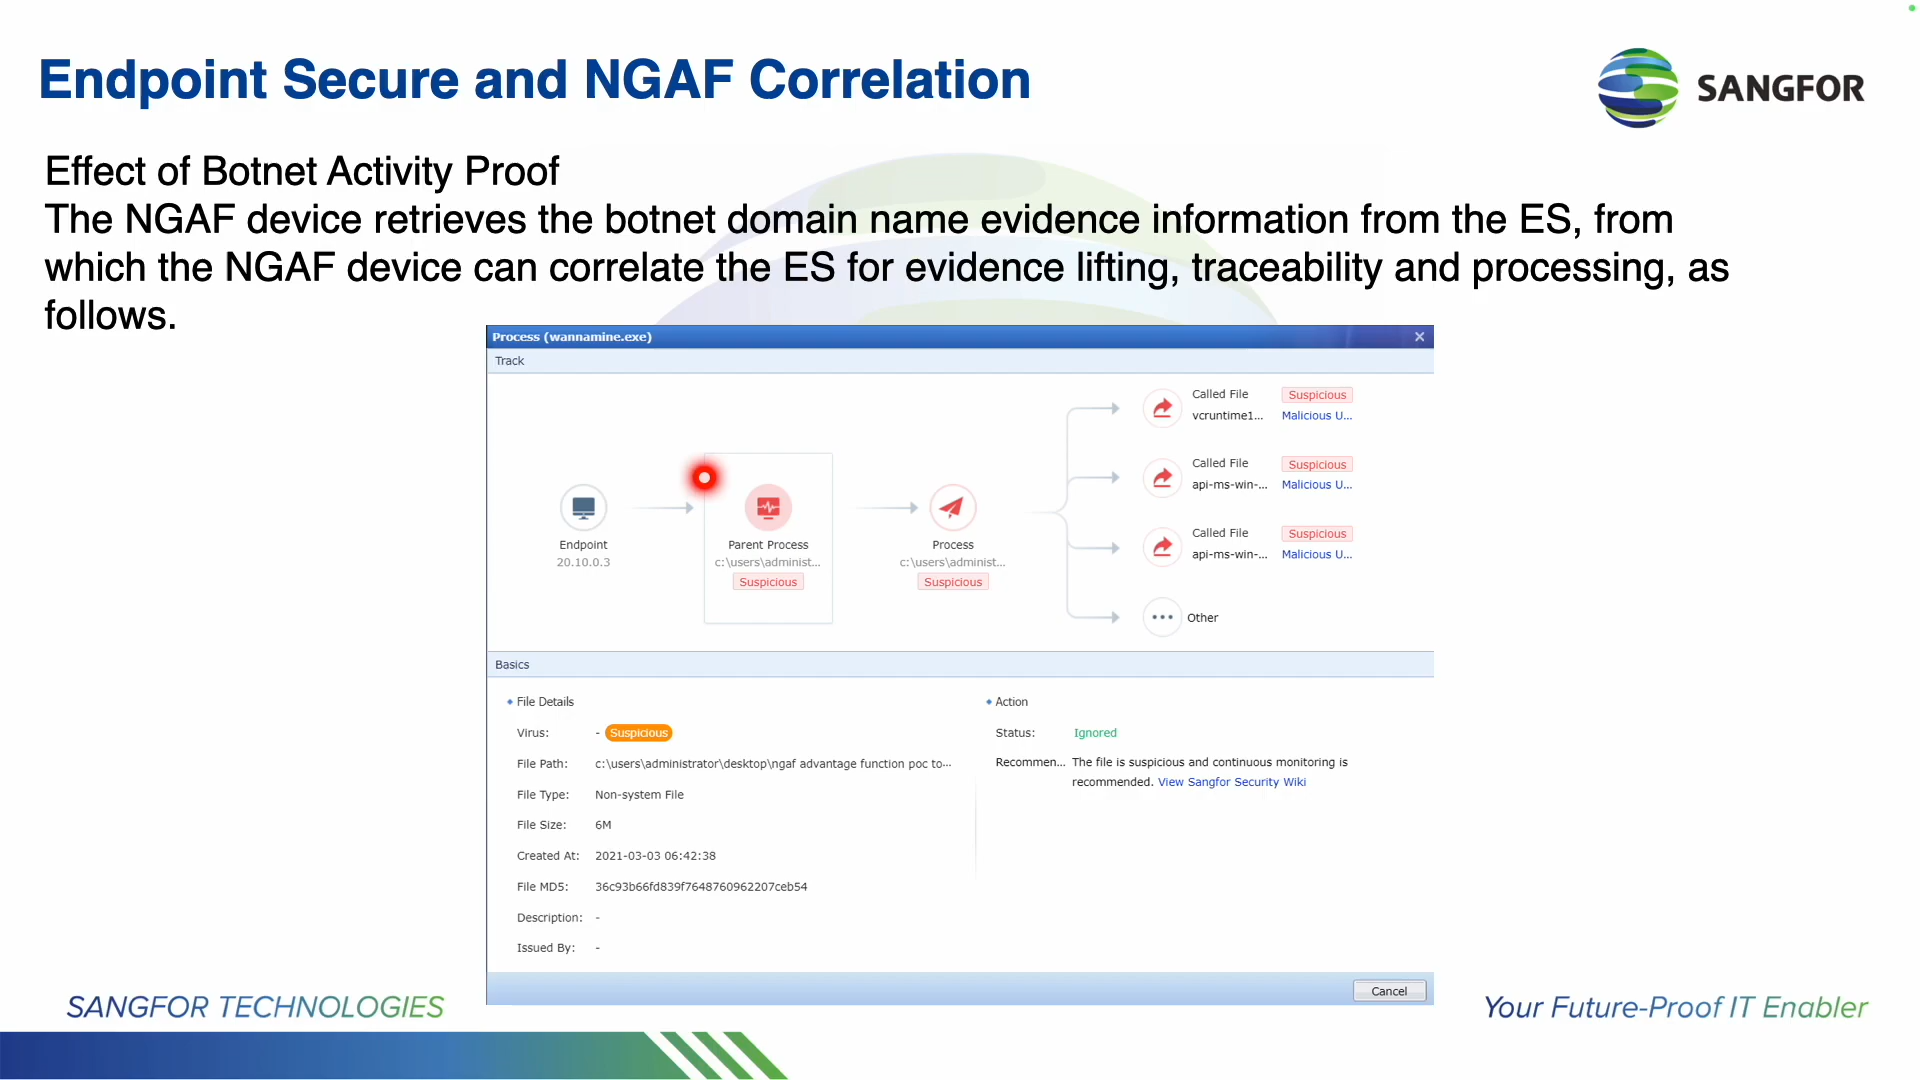 Endpoint Secure and NGAF Correlation
SANGFOR
Effect of Botnet Activity Proof
The NGAF device retrieves the botnet domain name evidence information from the ES, from
which the NGAF device can correlate the ES for evidence lifting, traceability and processing, as
follows.
Process (wannamine.exe)
Track
Called File Suspicious
vcruntime1... Malicious U...
Called File Suspicious
api-ms-win-... Malicious U...
Called File Suspicious
api-ms-win-... Malicious U...
Other
Endpoint
20.10.0.3
Parent Process
c:\users\administ...
Suspicious
Process
c:\users\administ...
Suspicious
Basics
File Details
Virus: - Suspicious
File Path: c:\users\administrator\desktop\ngaf advantage function poc to...
File Type: Non-system File
File Size: 6M
Created At: 2021-03-03 06:42:38
File MD5: 36c93b66fd839f7648760962207ceb54
Description: -
Issued By: -
Action
Status: Ignored
Recommen... The file is suspicious and continuous monitoring is
recommended. View Sangfor Security Wiki
Cancel
SANGFOR TECHNOLOGIES
Your Future-Proof IT Enabler